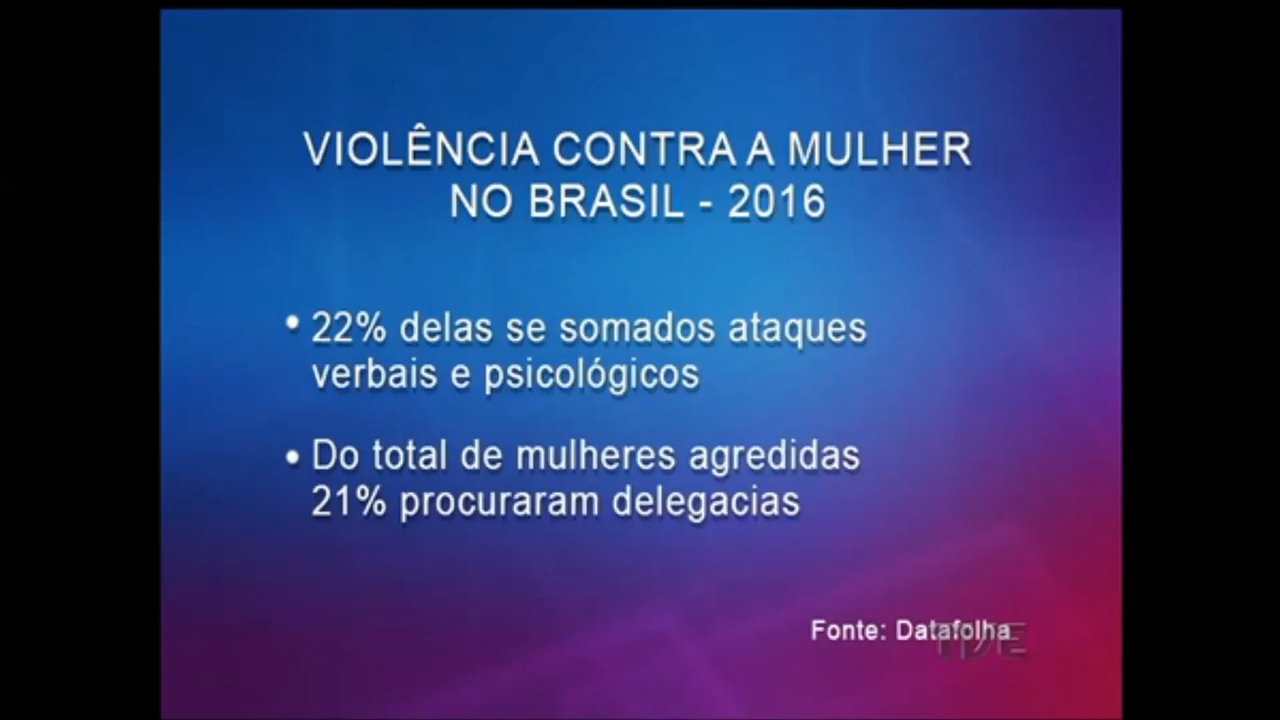 VIOLÊNCIA CONTRA A MULHER
NO BRASIL - 2016
• 22% delas se somados ataques
verbais e psicológicos
• Do total de mulheres agredidas
21% procuraram delegacias
Fonte: Datafolha